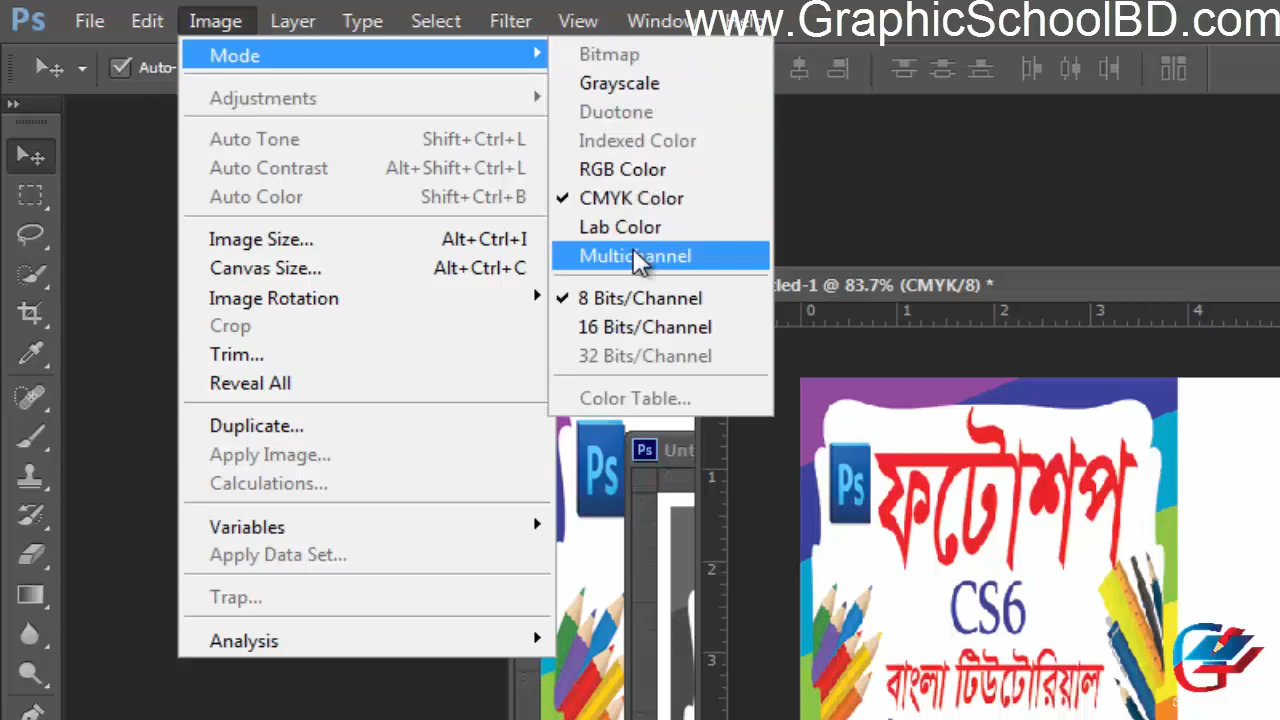 Ps File Edit Image Layer Type Select Filter View Window Help
www.GraphicSchoolBD.com
Auto-
Mode
Adjustments
Auto Tone Shift+Ctrl+L
Auto Contrast Alt+Shift+Ctrl+L
Auto Color Shift+Ctrl+B
Image Size... Alt+Ctrl+I
Canvas Size... Alt+Ctrl+C
Image Rotation
Crop
Trim...
Reveal All
Duplicate...
Apply Image...
Calculations...
Variables
Apply Data Set...
Trap...
Analysis
Bitmap
Grayscale
Duotone
Indexed Color
RGB Color
CMYK Color
Lab Color
Multichannel
8 Bits/Channel
16 Bits/Channel
32 Bits/Channel
Color Table...
tled-1 @ 83.7% (CMYK/8) *
0 1 2 3 4
Ps
Ps Unt
1
2
3
Ps
ফটোশপ
CS6
বাংলা টিউটোরিয়াল